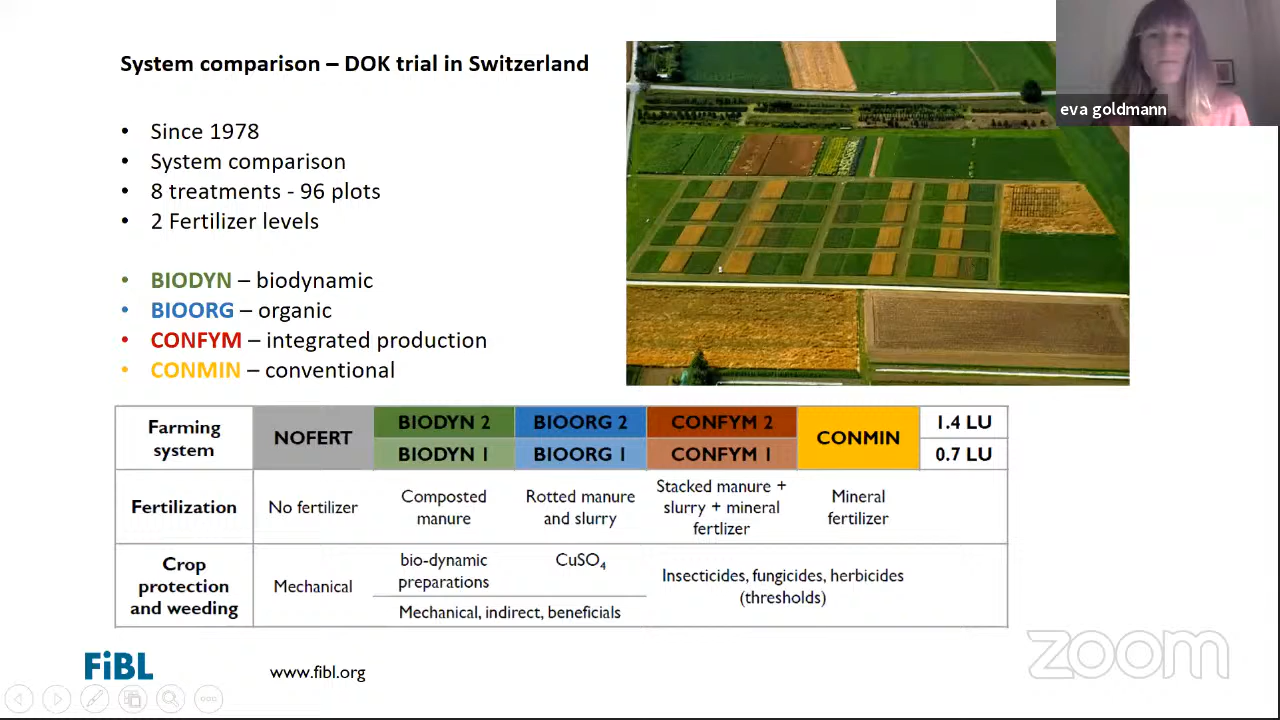 System comparison – DOK trial in Switzerland
eva goldmann
• Since 1978
• System comparison
• 8 treatments - 96 plots
• 2 Fertilizer levels
• BIODYN – biodynamic
• BIOORG – organic
• CONFYM – integrated production
• CONMIN – conventional
Farming system
NOFERT
BIODYN 2
BIOORG 2
CONFYM 2
CONMIN
1.4 LU
BIODYN 1
BIOORG 1
CONFYM 1
0.7 LU
Fertilization
No fertilizer
Composted
manure
Rotted manure
and slurry
Stacked manure +
slurry + mineral
fertlizer
Mineral
fertilizer
Crop
protection
and weeding
Mechanical
bio-dynamic
preparations
CuSO₄
Mechanical, indirect, beneficials
Insecticides, fungicides, herbicides
(thresholds)
FiBL
www.fibl.org
zoom